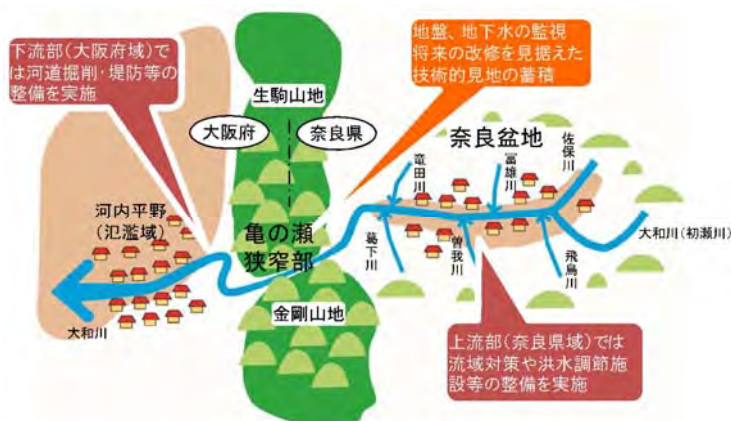 下流部(大阪府域)で
は河道掘削・堤防等の
整備を実施
地盤、地下水の監視
将来の改修を見据えた
技術的見地の蓄積
生駒山地
大阪府
奈良県
奈良盆地
佐保川
竜田川
富雄川
河内平野
(氾濫域)
亀の瀬
狭窄部
大和川(初瀬川)
葛下川
曽我川
飛鳥川
金剛山地
大和川
上流部(奈良県域)では
流域対策や洪水調節施
設等の整備を実施